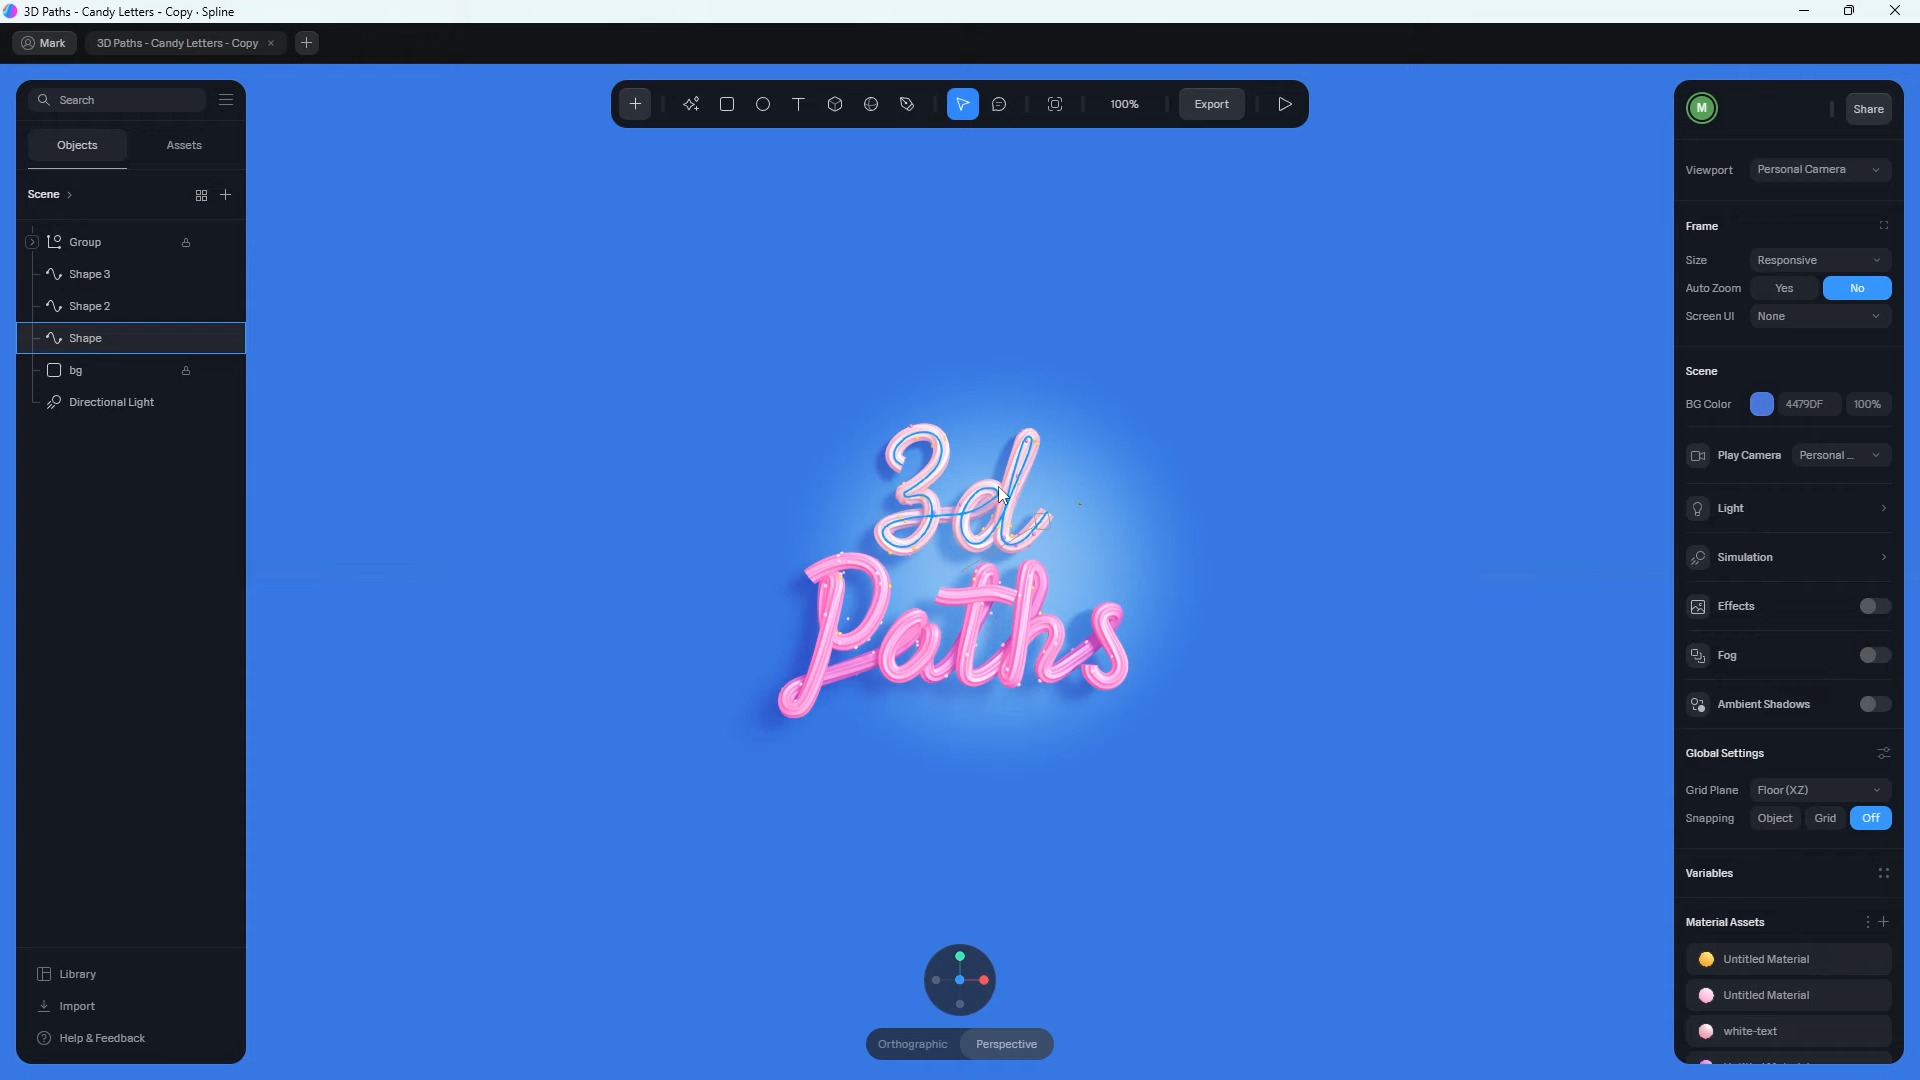 3D Paths - Candy Letters - Copy · Spline
Mark
3D Paths - Candy Letters - Copy
Search
Objects
Assets
Scene
Group
Shape 3
Shape 2
Shape
bg
Directional Light
Library
Import
Help & Feedback
100%
Export
3d
Paths
Orthographic
Perspective
M
Share
Viewport
Personal Camera
Frame
Size
Responsive
Auto Zoom
Yes
No
Screen UI
None
Scene
BG Color
4479DF
100%
Play Camera
Personal ...
Light
Simulation
Effects
Fog
Ambient Shadows
Global Settings
Grid Plane
Floor (XZ)
Snapping
Object
Grid
Off
Variables
Material Assets
Untitled Material
Untitled Material
white-text